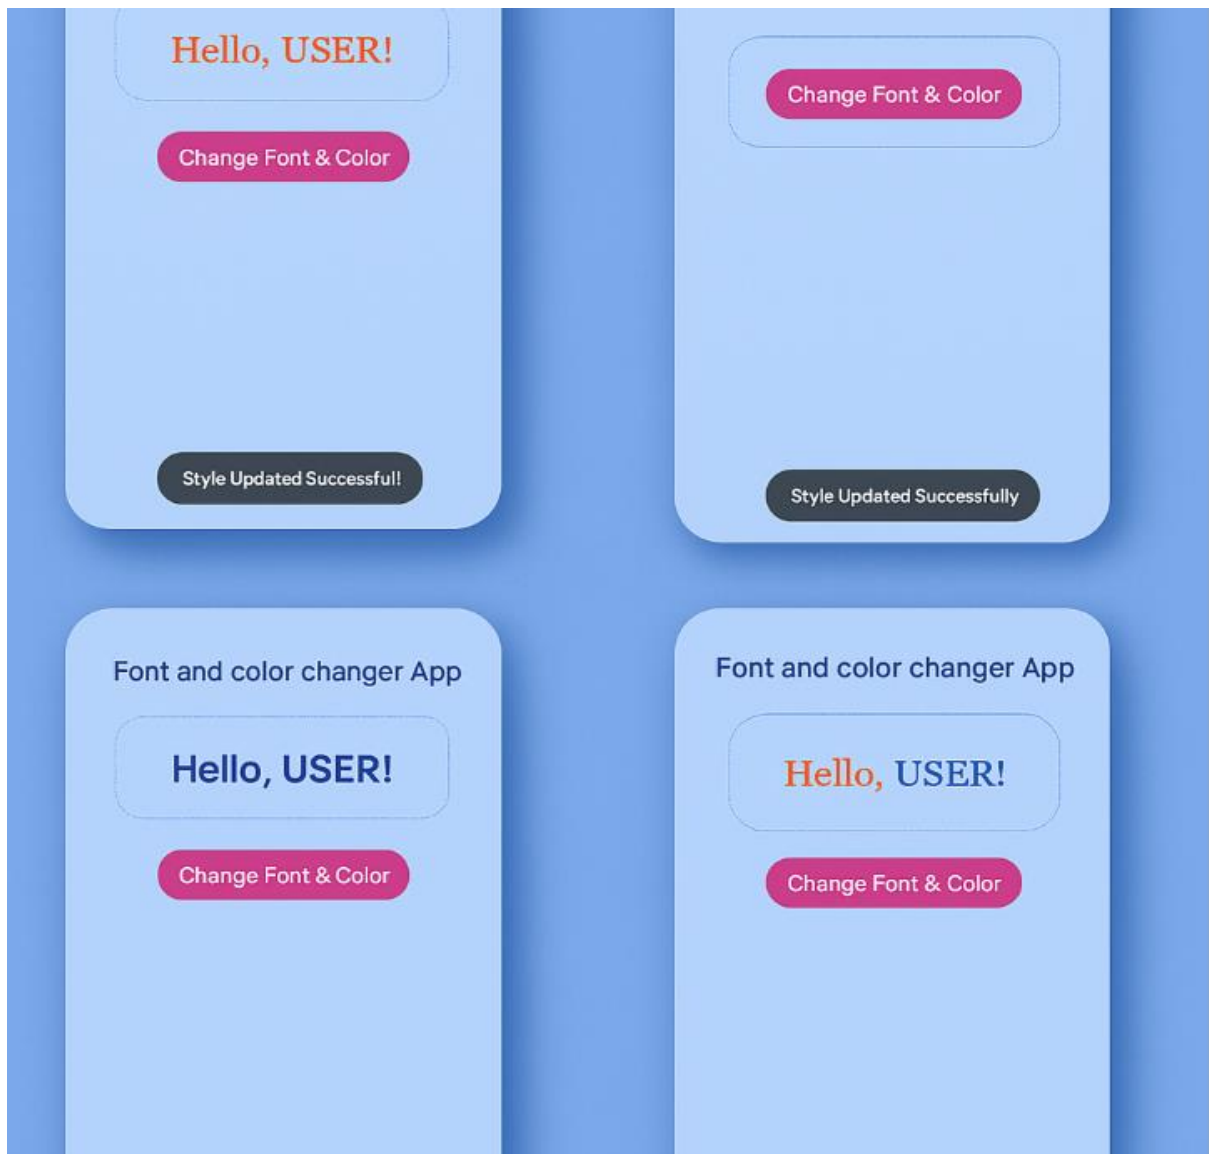 Hello, USER!
Change Font & Color
Style Updated Successful!
Change Font & Color
Style Updated Successfully
Font and color changer App
Hello, USER!
Change Font & Color
Font and color changer App
Hello, USER!
Change Font & Color